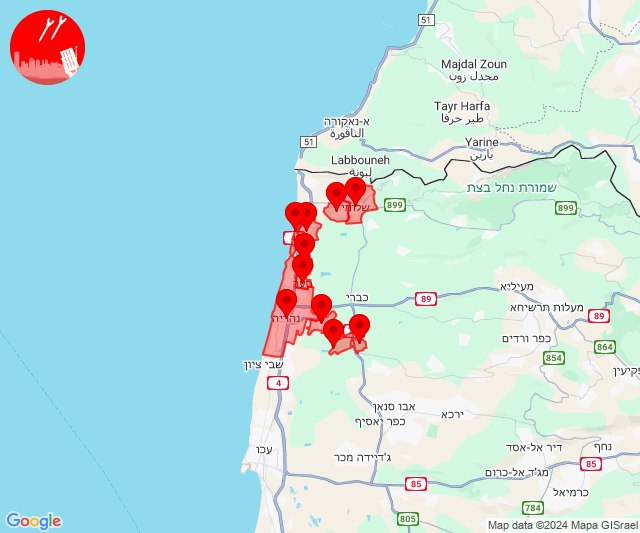 51
Majdal Zoun
محدل زون
Tayr Harfa
طير حرفا
א-נאקורה
الناقورة
51
Yarine
يارين
Labbouneh
لبونة
שמורת נחל בצת
899
899
שלומי
כברי
89
מעיליא
מעלות תרשיחא
89
נהריה
כפר ורדים
864
854
פקיעין
שבי ציון
4
אבו סנאן
ירכא
כפר יאסיף
עכו
דיר אל-אסד
נחף
ג'דיידה מכר
85
מג'ד אל-כרום
85
כרמיאל
784
805
Google
Map data ©2024 Mapa GISrael